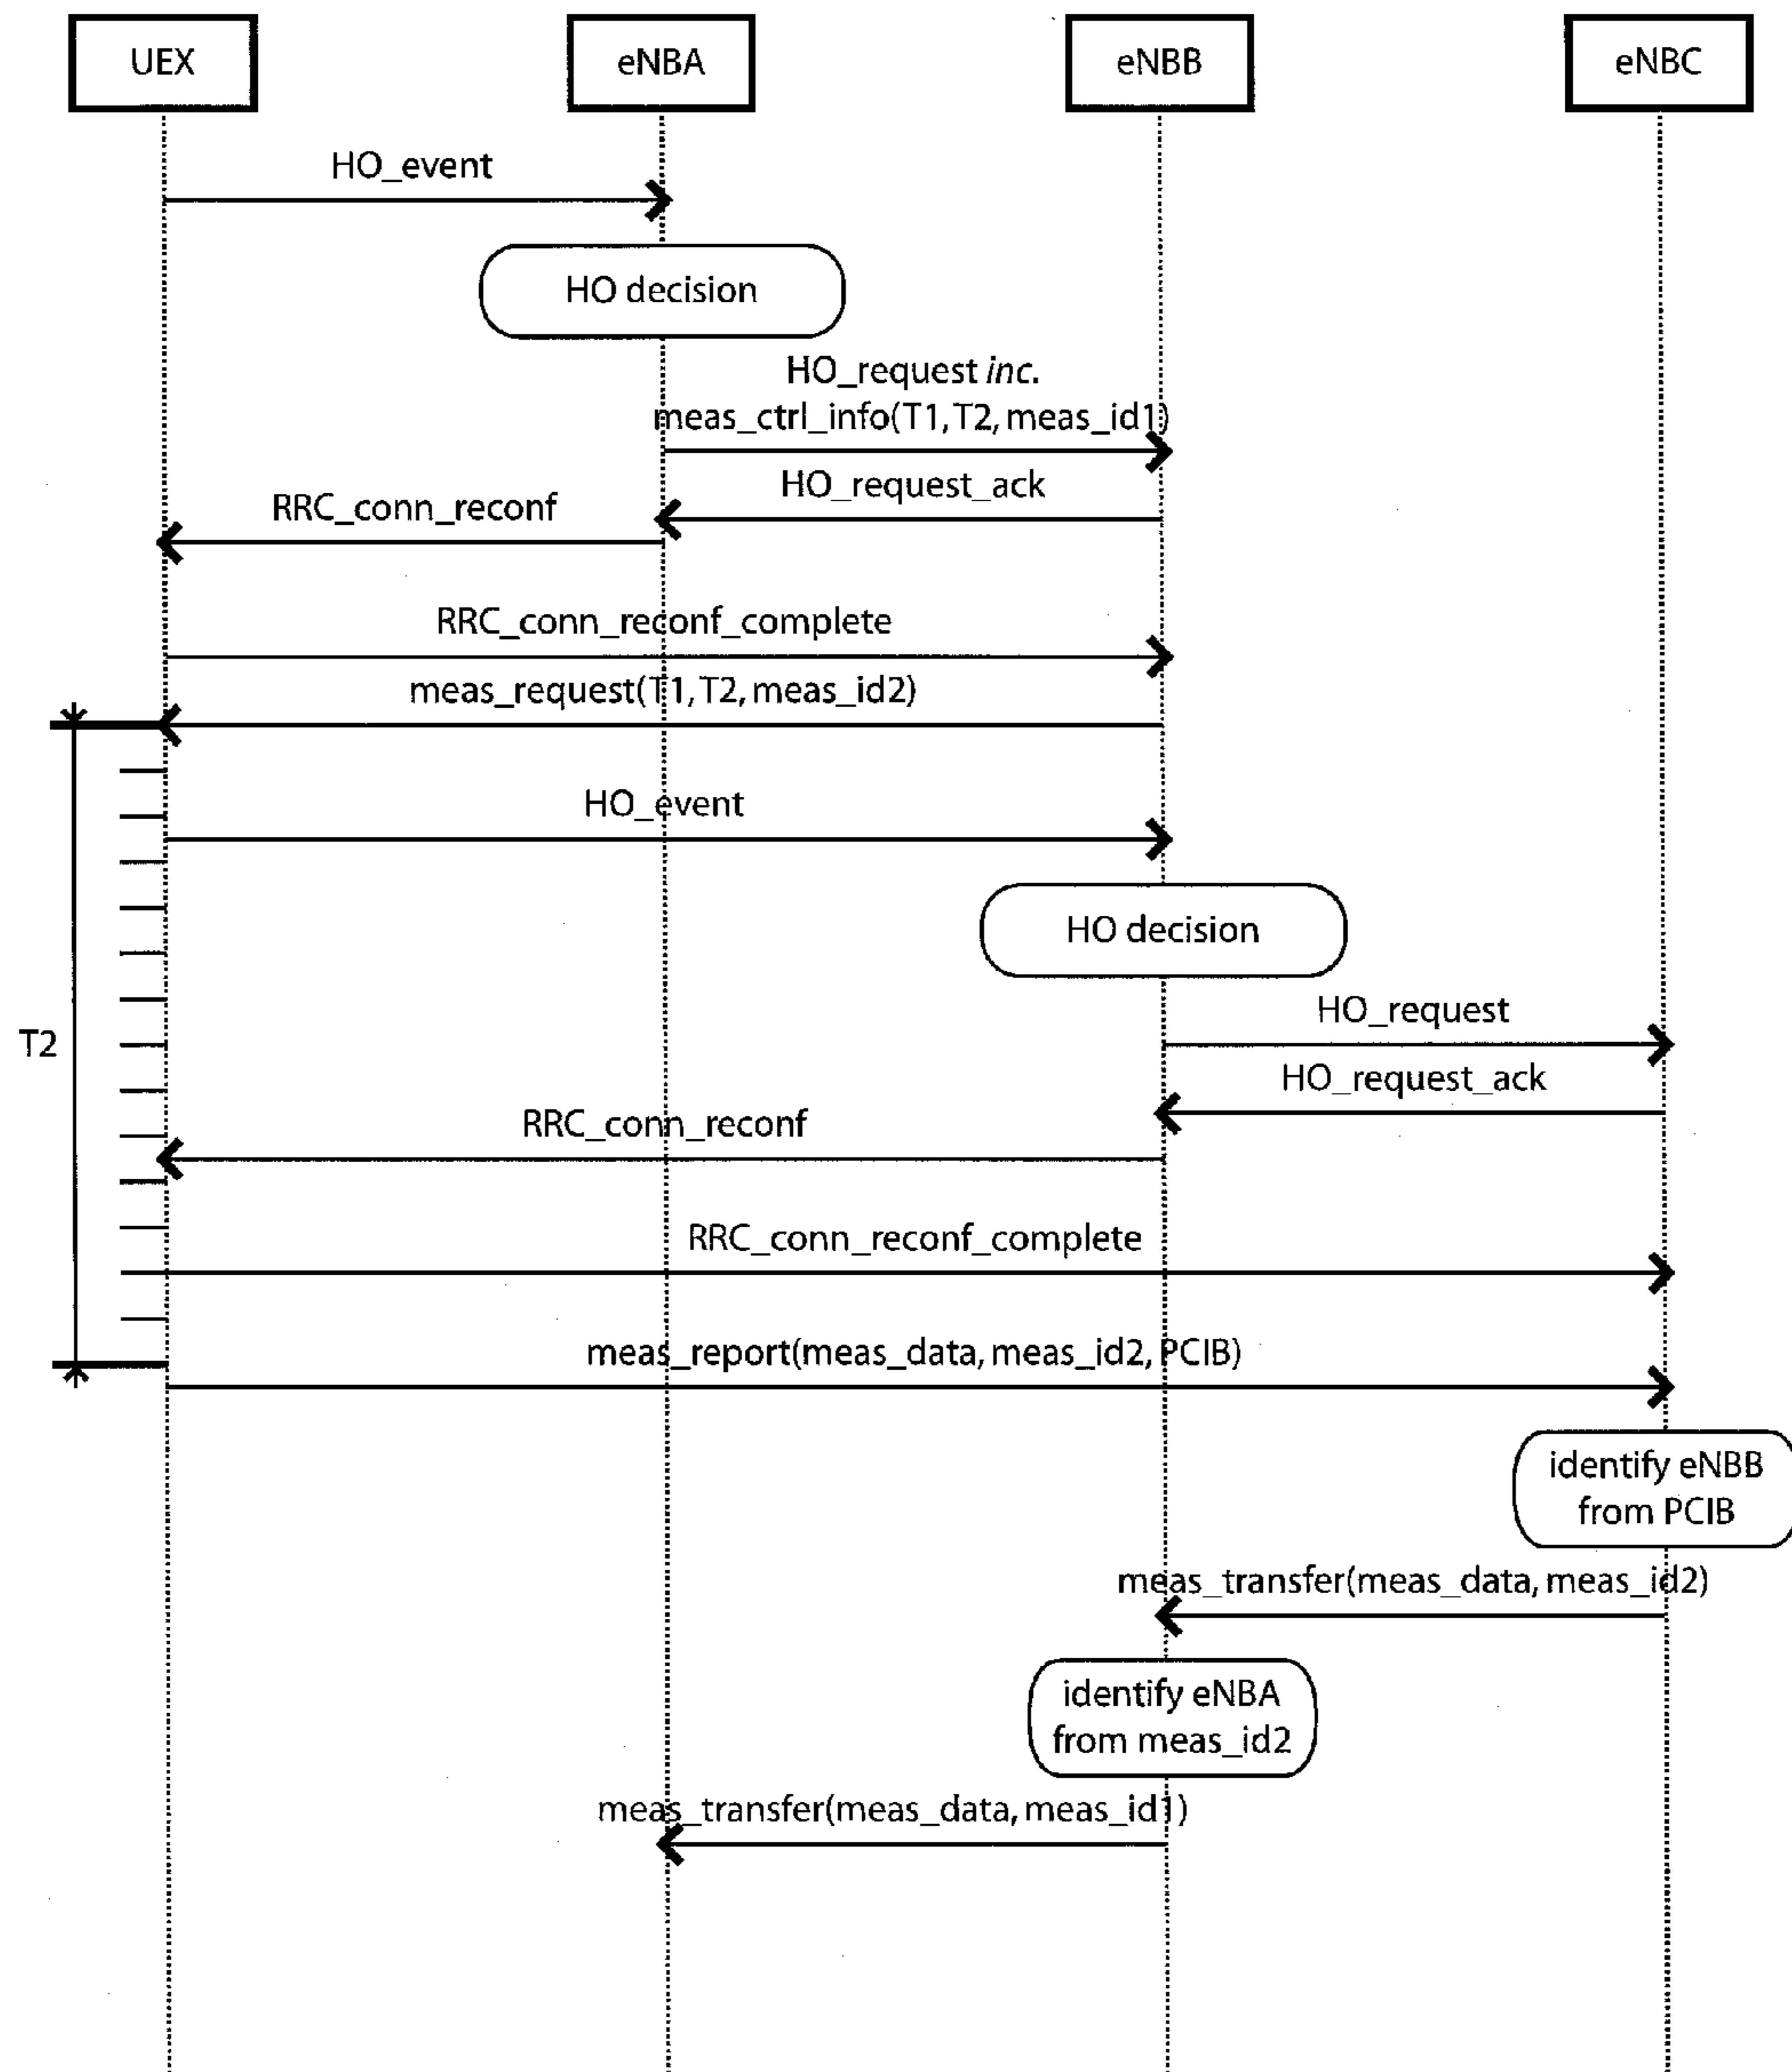 UEX
eNBA
eNBB
eNBC
HO_event
HO decision
HO_request inc.
meas_ctrl_info(T1,T2, meas_id1)
HO_request_ack
RRC_conn_reconf
RRC_conn_reconf_complete
meas_request(T1,T2, meas_id2)
HO_event
HO decision
HO_request
T2
HO_request_ack
RRC_conn_reconf
RRC_conn_reconf_complete
meas_report(meas_data, meas_id2, PCIB)
identify eNBB
from PCIB
meas_transfer(meas_data, meas_id2)
identify eNBA
from meas_id2
meas_transfer(meas_data, meas_id1)